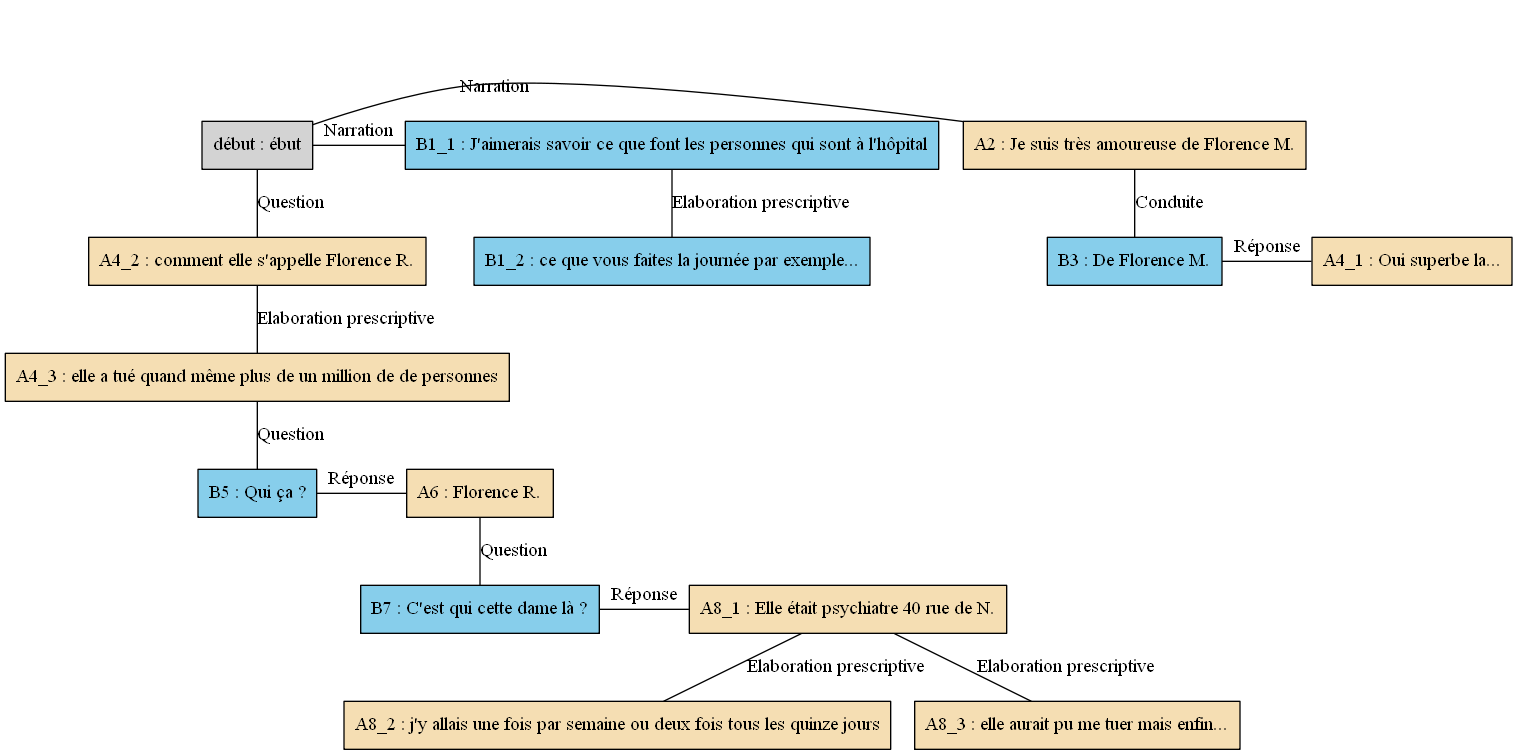 Narration
début : ébut
Narration
B1_1 : J'aimerais savoir ce que font les personnes qui sont à l'hôpital
A2 : Je suis très amoureuse de Florence M.
Question
Elaboration prescriptive
Conduite
A4_2 : comment elle s'appelle Florence R.
B1_2 : ce que vous faites la journée par exemple...
B3 : De Florence M.
Réponse
A4_1 : Oui superbe la...
Elaboration prescriptive
A4_3 : elle a tué quand même plus de un million de de personnes
Question
B5 : Qui ça ?
Réponse
A6 : Florence R.
Question
B7 : C'est qui cette dame là ?
Réponse
A8_1 : Elle était psychiatre 40 rue de N.
Elaboration prescriptive
Elaboration prescriptive
A8_2 : j'y allais une fois par semaine ou deux fois tous les quinze jours
A8_3 : elle aurait pu me tuer mais enfin...